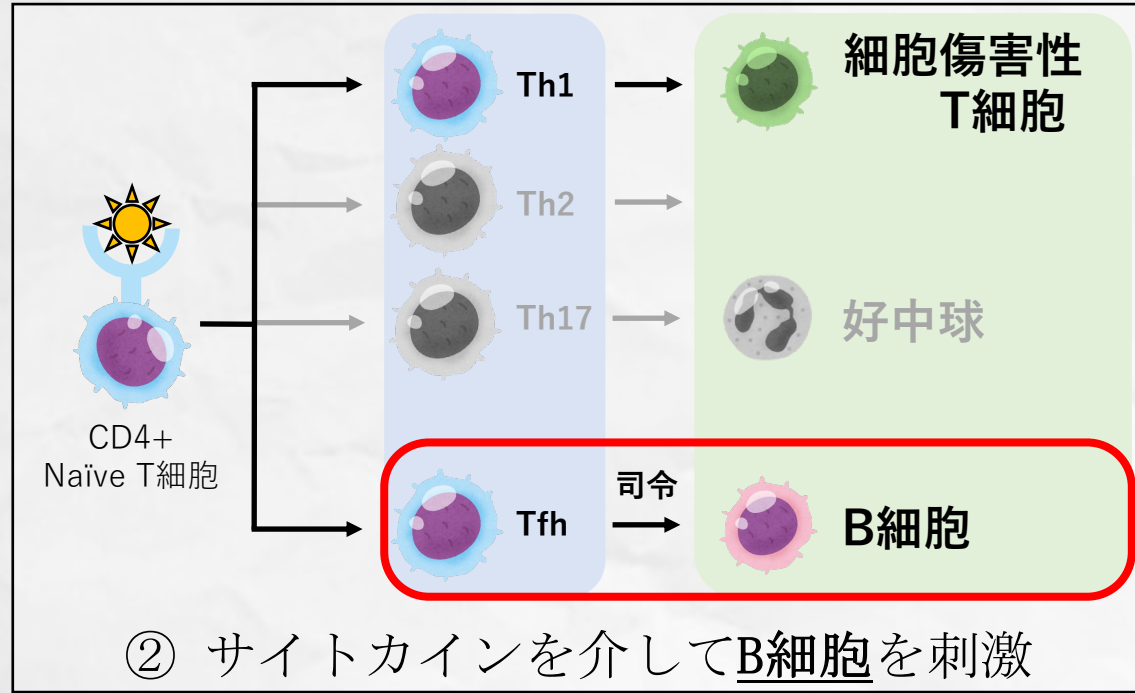 Th1
細胞傷害性
T細胞
Th2
Th17
好中球
CD4+
Naïve T細胞
Tfh
司令
B細胞
② サイトカインを介してB細胞を刺激